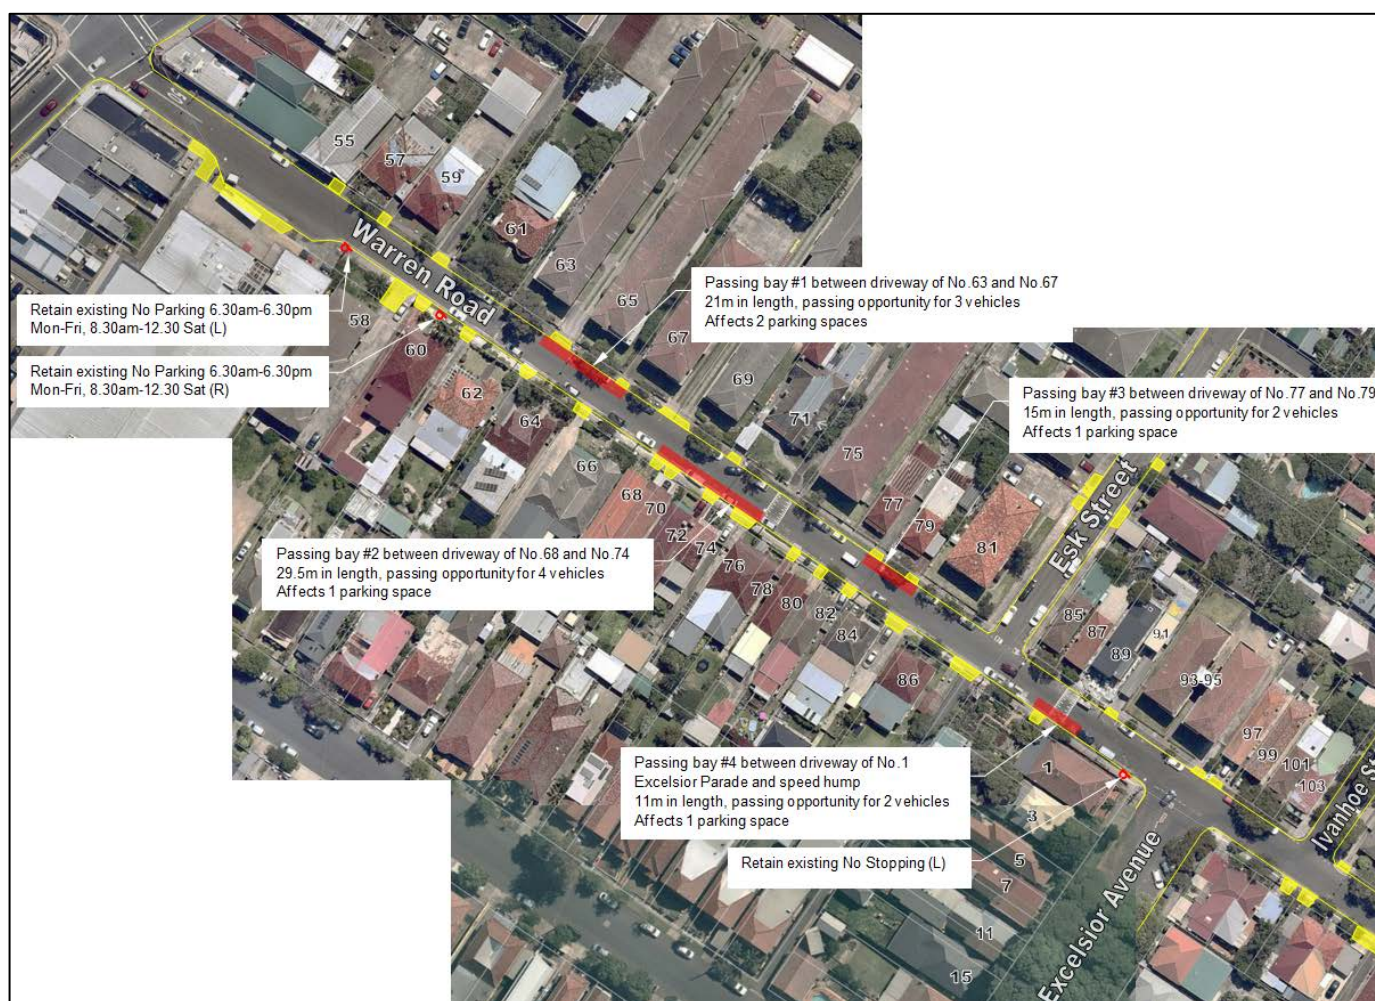 55
57
59
61
63
65
67
69
71
75
77
79
81
Warren Road
Retain existing No Parking 6.30am-6.30pm
Mon-Fri, 8.30am-12.30 Sat (L)
Retain existing No Parking 6.30am-6.30pm
Mon-Fri, 8.30am-12.30 Sat (R)
Passing bay #1 between driveway of No.63 and No.67
21m in length, passing opportunity for 3 vehicles
Affects 2 parking spaces
Passing bay #3 between driveway of No.77 and No.79
15m in length, passing opportunity for 2 vehicles
Affects 1 parking space
58
60
62
64
66
68
70
72
74
76
78
80
82
84
86
Esk Street
Passing bay #2 between driveway of No.68 and No.74
29.5m in length, passing opportunity for 4 vehicles
Affects 1 parking space
85
87
89
91
93-95
97
99
101
103
Passing bay #4 between driveway of No.1
Excelsior Parade and speed hump
11m in length, passing opportunity for 2 vehicles
Affects 1 parking space
Retain existing No Stopping (L)
1
3
5
7
11
15
Excelsior Avenue
Ivanhoe St